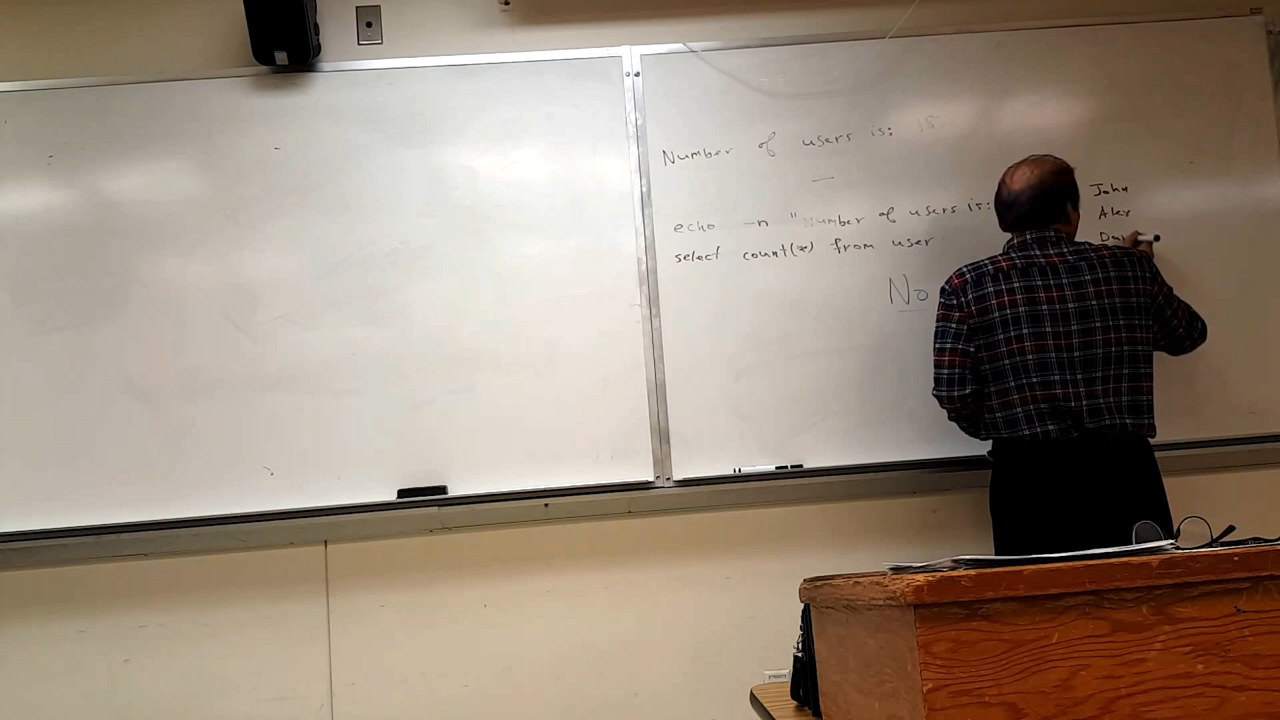 Number of users is: 15
echo -n "Number of users is:
select count(*) from user
No
John
Alex